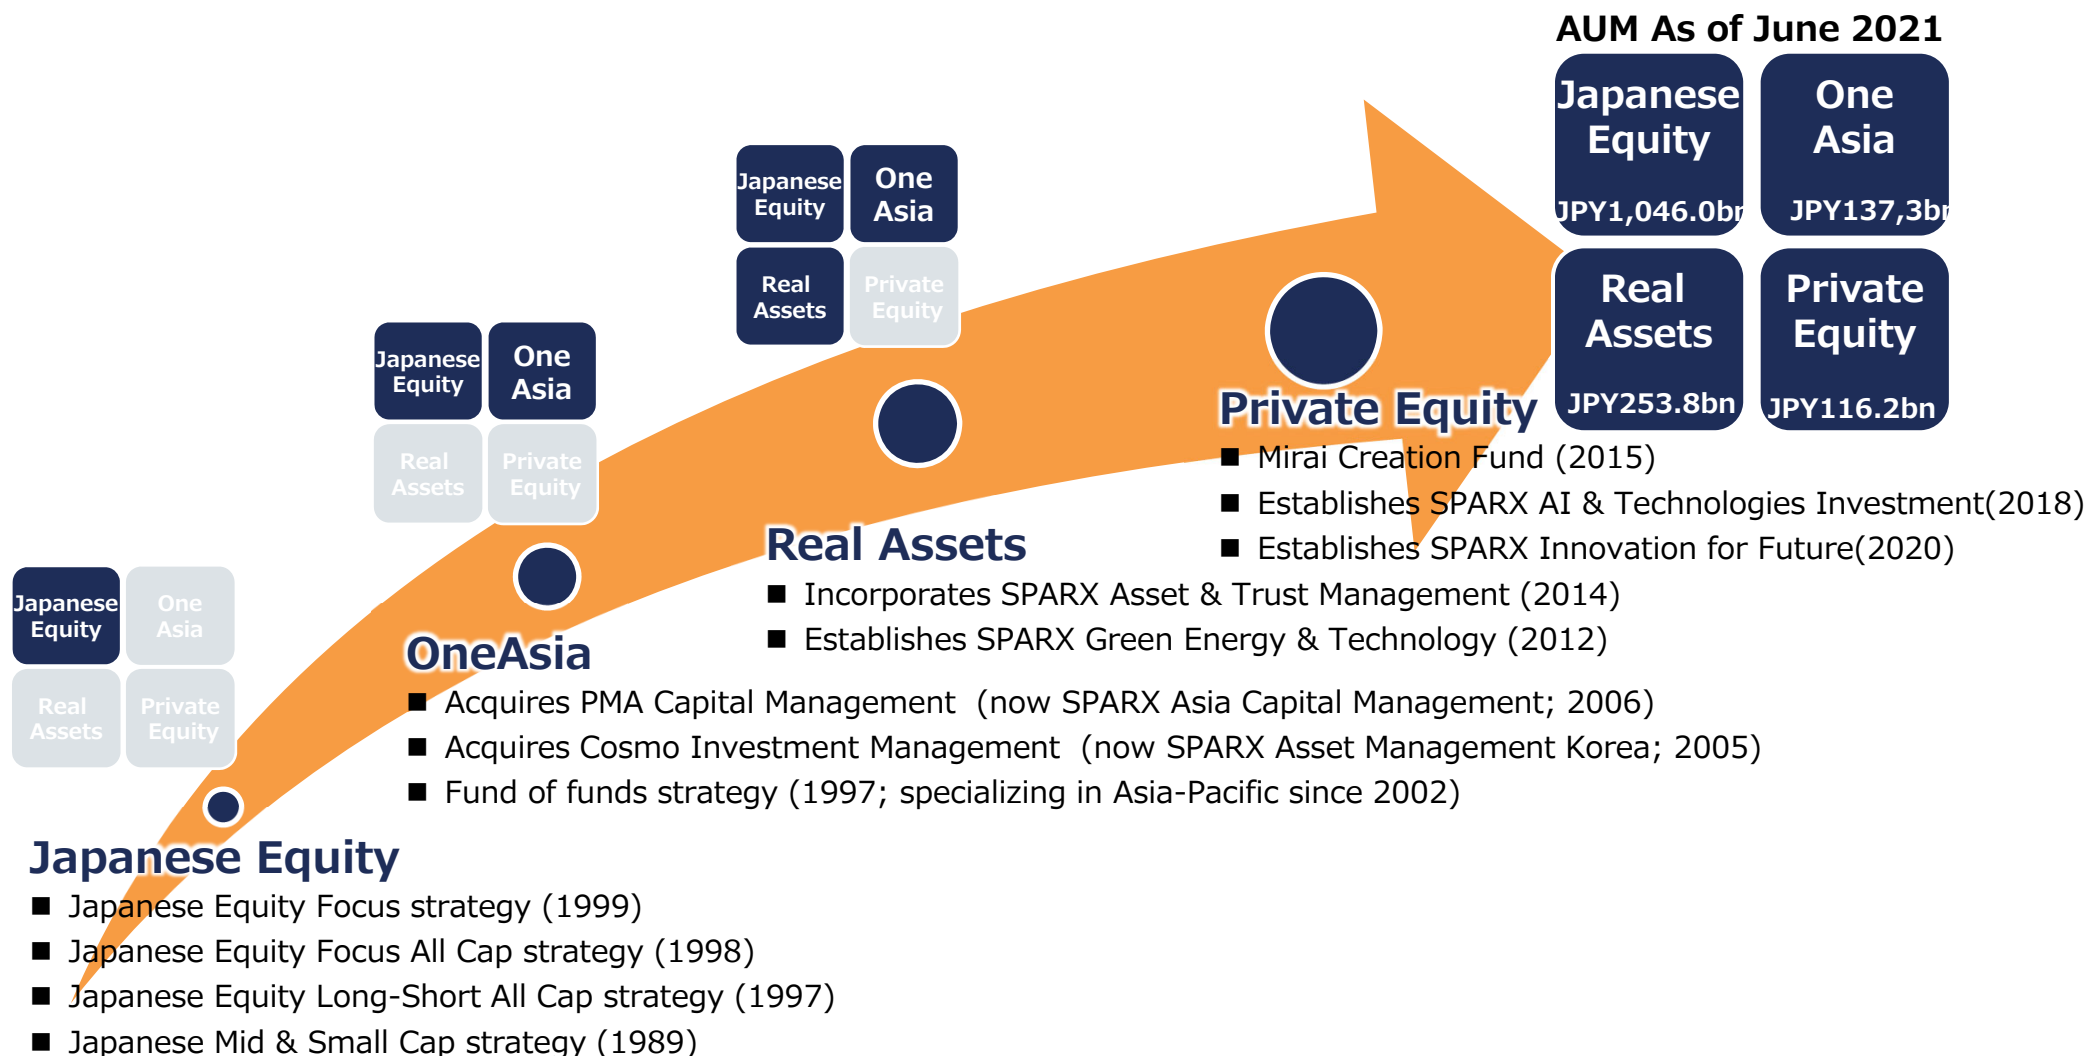 AUM As of June 2021
Japanese
Equity
JPY1,046.0bn
One
Asia
JPY137,3bn
Real
Assets
JPY253.8bn
Private
Equity
JPY116.2bn
Japanese
Equity
One
Asia
Real
Assets
Private
Equity
Japanese
Equity
One
Asia
Real
Assets
Private
Equity
Japanese
Equity
One
Asia
Real
Assets
Private
Equity
Private Equity
■ Mirai Creation Fund (2015)
■ Establishes SPARX AI & Technologies Investment(2018)
■ Establishes SPARX Innovation for Future(2020)
Real Assets
■ Incorporates SPARX Asset & Trust Management (2014)
■ Establishes SPARX Green Energy & Technology (2012)
OneAsia
■ Acquires PMA Capital Management (now SPARX Asia Capital Management; 2006)
■ Acquires Cosmo Investment Management (now SPARX Asset Management Korea; 2005)
■ Fund of funds strategy (1997; specializing in Asia-Pacific since 2002)
Japanese Equity
■ Japanese Equity Focus strategy (1999)
■ Japanese Equity Focus All Cap strategy (1998)
■ Japanese Equity Long-Short All Cap strategy (1997)
■ Japanese Mid & Small Cap strategy (1989)